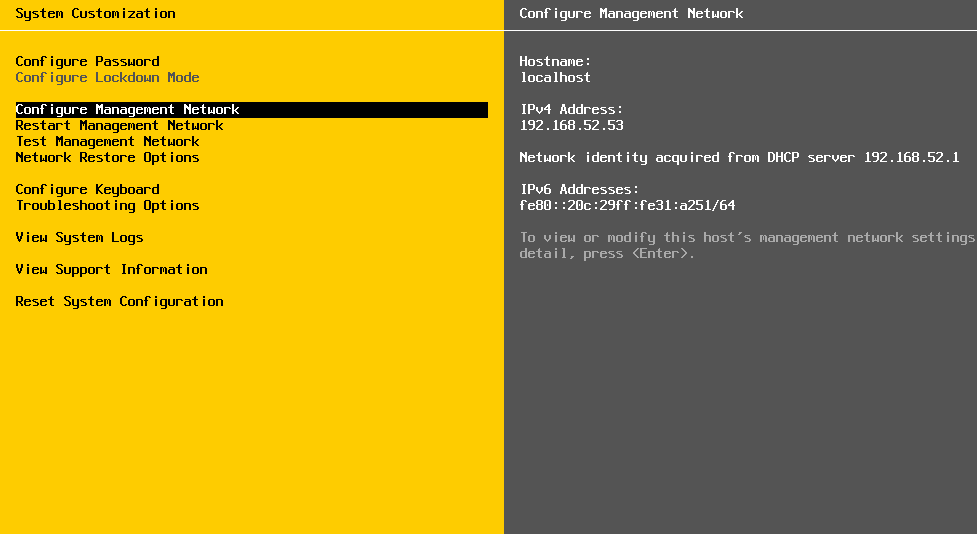 System Customization
Configure Password
Configure Lockdown Mode
Configure Management Network
Restart Management Network
Test Management Network
Network Restore Options
Configure Keyboard
Troubleshooting Options
View System Logs
View Support Information
Reset System Configuration
Configure Management Network
Hostname:
localhost
IPv4 Address:
192.168.52.53
Network identity acquired from DHCP server 192.168.52.1
IPv6 Addresses:
fe80::20c:29ff:fe31:a251/64
To view or modify this host's management network settings
detail, press <Enter>.